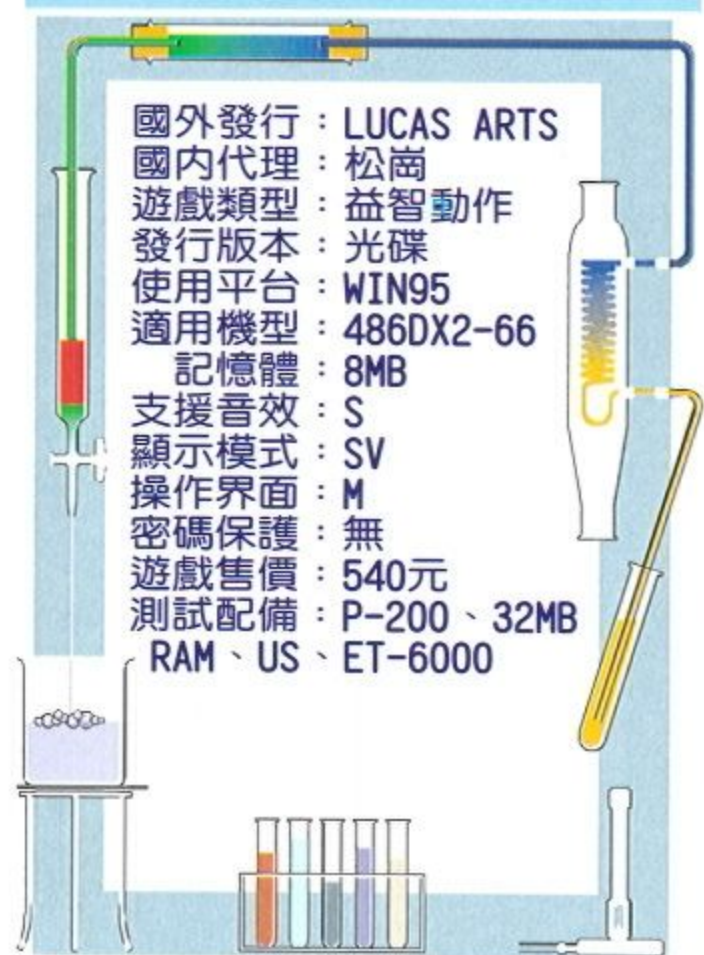 國外發行：LUCAS ARTS
國內代理：松崗
遊戲類型：益智動作
發行版本：光碟
使用平台：WIN95
適用機型：486DX2-66
記憶體：8MB
支援音效：S
顯示模式：SV
操作界面：M
密碼保護：無
遊戲售價：540元
測試配備：P-200、32MB
RAM、US、ET-6000